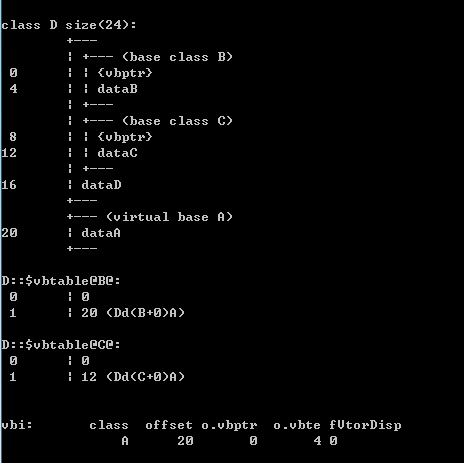 class D size(24):
        +---
        | +--- (base class B)
 0      | | {vbptr}
 4      | | dataB
        | +---
        | +--- (base class C)
 8      | | {vbptr}
12      | | dataC
        | +---
16      | dataD
        +---
        +--- (virtual base A)
20      | dataA
        +---
D::$vbtable@B@:
 0      | 0
 1      | 20 (Dd(B+0)A)
D::$vbtable@C@:
 0      | 0
 1      | 12 (Dd(C+0)A)
vbi:       class  offset o.vbptr  o.vbte fVtorDisp
               A      20       0       4 0